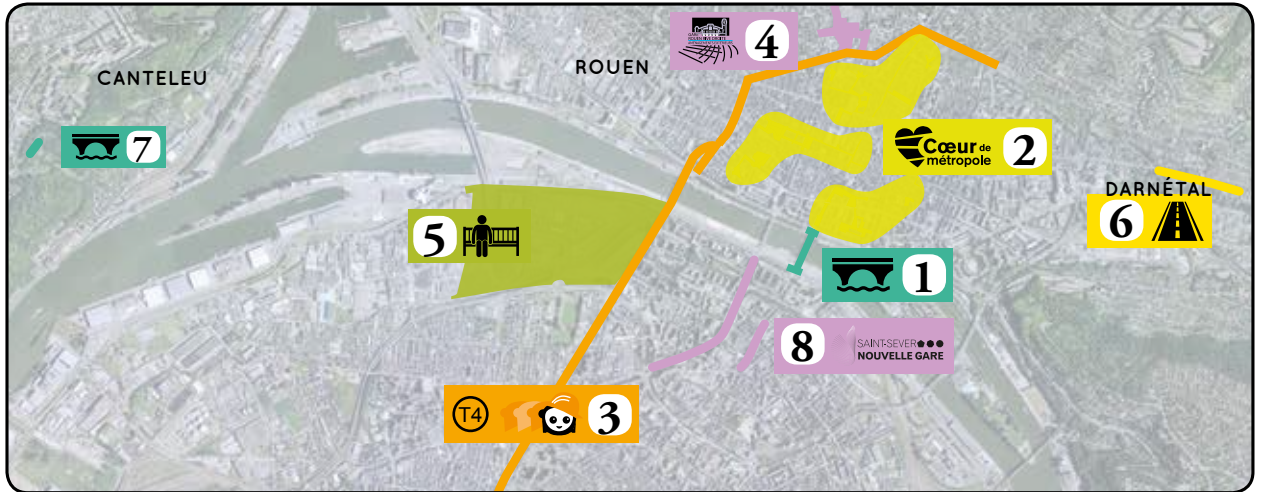 CANTELEU
ROUEN
4
7
Cœur de
métropole
2
DARNÉTAL
6
5
1
8
SAINT-SEVER
NOUVELLE GARE
T4
3